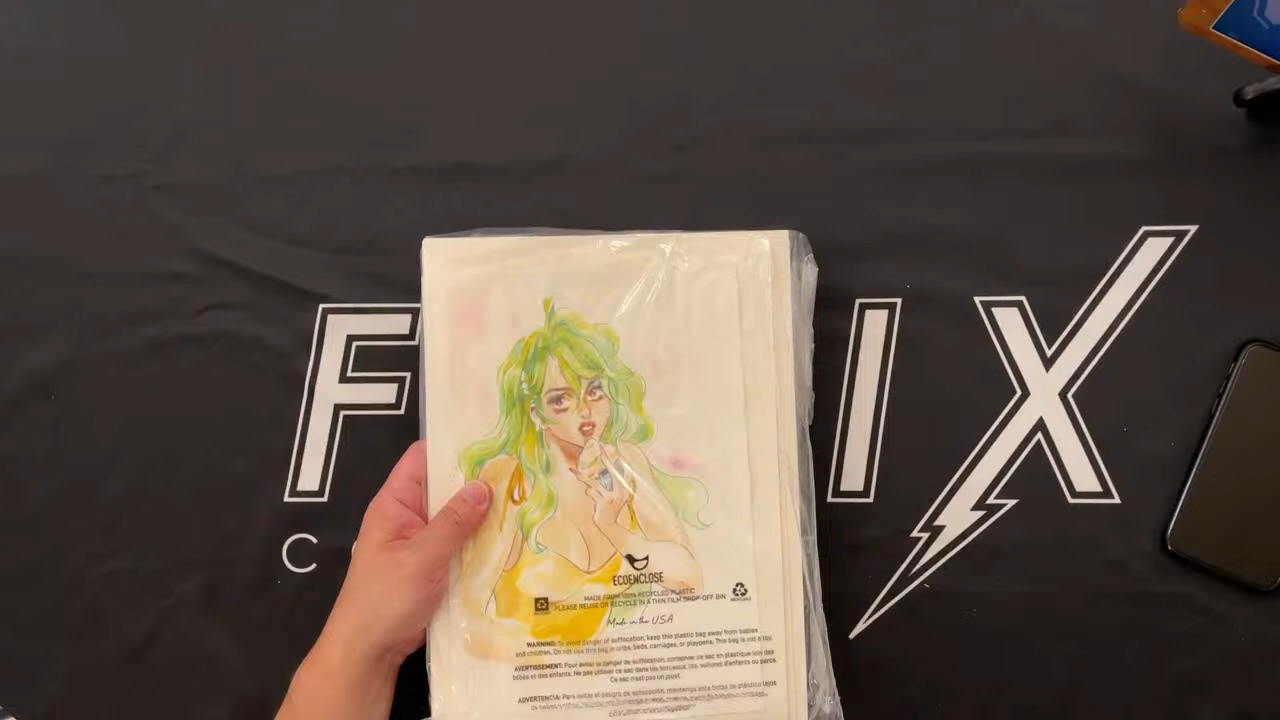 F IX
C
ECOENCLOSE
MADE FROM 100% RECYCLED PLASTIC
PLEASE REUSE OR RECYCLE IN A THIN FILM DROP-OFF BIN
Made in the USA
WARNING: To avoid danger of suffocation, keep this plastic bag away from babies
and children. Do not use this bag in cribs, beds, carriages, or playpens. This bag is not a toy.
AVERTISSEMENT: Pour éviter le danger de suffocation, conserver ce sac en plastique loin des
bébés et des enfants. Ne pas utiliser ce sac dans les berceaux, lits, voitures d'enfants ou parcs.
Ce sac n'est pas un jouet.
ADVERTENCIA: Para evitar el peligro de sofocación, mantenga esta bolsa de plástico lejos